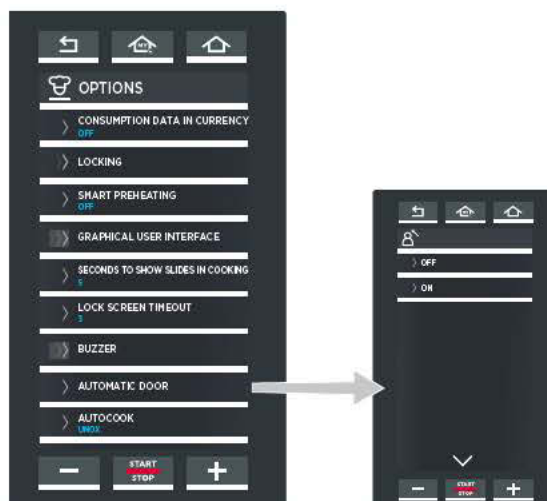 MY
OPTIONS
CONSUMPTION DATA IN CURRENCY
OFF
LOCKING
SMART PREHEATING
OFF
GRAPHICAL USER INTERFACE
SECONDS TO SHOW SLIDES IN COOKING
5
LOCK SCREEN TIMEOUT
3
BUZZER
AUTOMATIC DOOR
AUTOCOOK
UNOX
START
STOP
OFF
ON
START
STOP